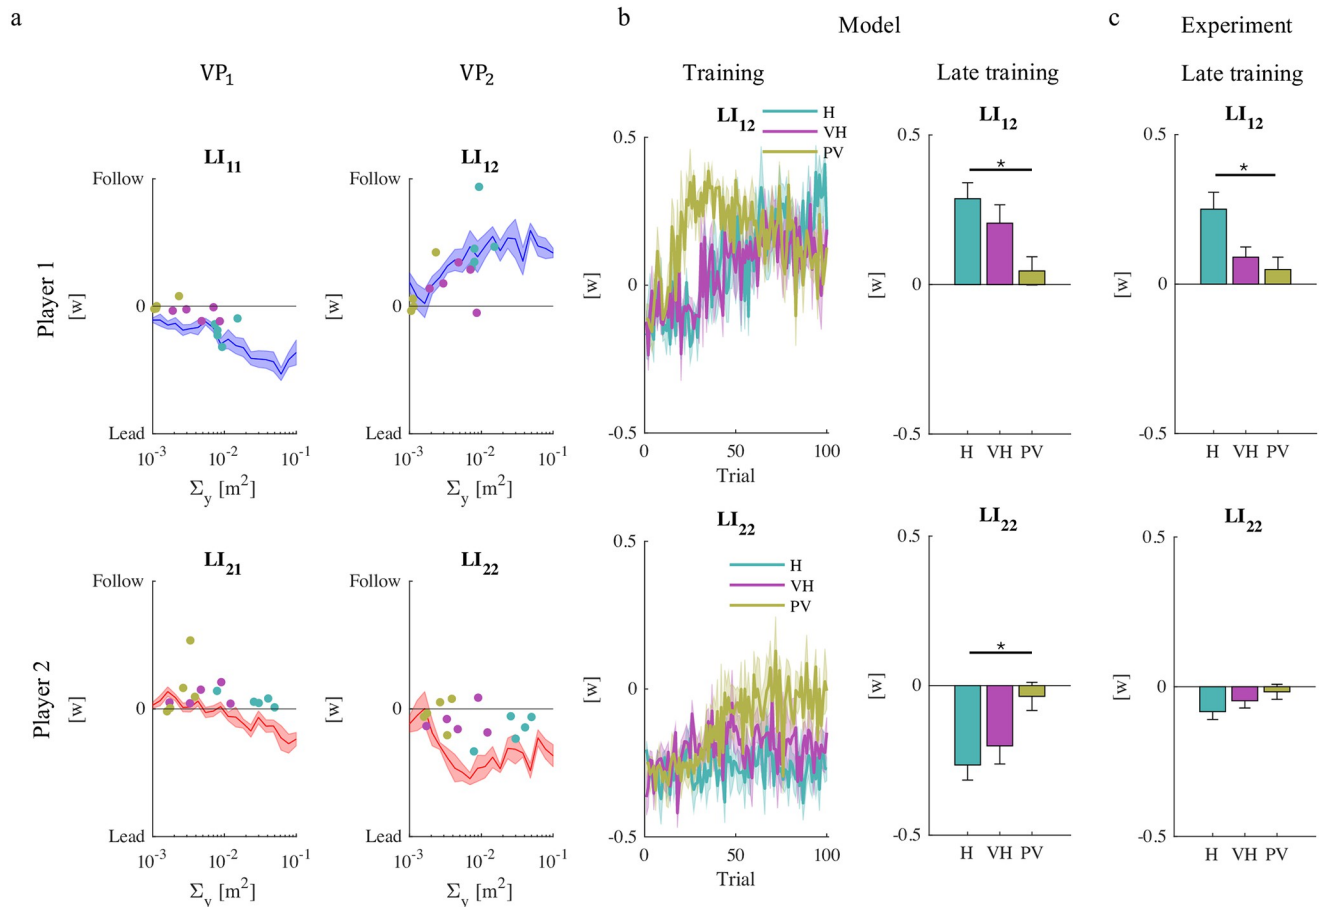 a
b
Model
c
Experiment
VP₁
VP₂
Training
Late training
Late training
LI₁₁
LI₁₂
LI₁₂
H
VH
PV
LI₁₂
LI₁₂
Player 1
[w]
Follow
0
Lead
10⁻³ 10⁻² 10⁻¹
Σy [m²]
[w]
Follow
0
Lead
10⁻³ 10⁻² 10⁻¹
Σy [m²]
[w]
0.5
0
-0.5
0 50 100
Trial
[w]
0.5
0
-0.5
*
H VH PV
[w]
0.5
0
-0.5
*
H VH PV
LI₂₁
LI₂₂
LI₂₂
H
VH
PV
LI₂₂
LI₂₂
Player 2
[w]
Follow
0
Lead
10⁻³ 10⁻² 10⁻¹
Σy [m²]
[w]
Follow
0
Lead
10⁻³ 10⁻² 10⁻¹
Σy [m²]
[w]
0.5
0
-0.5
0 50 100
Trial
[w]
0.5
0
-0.5
*
H VH PV
[w]
0.5
0
-0.5
H VH PV